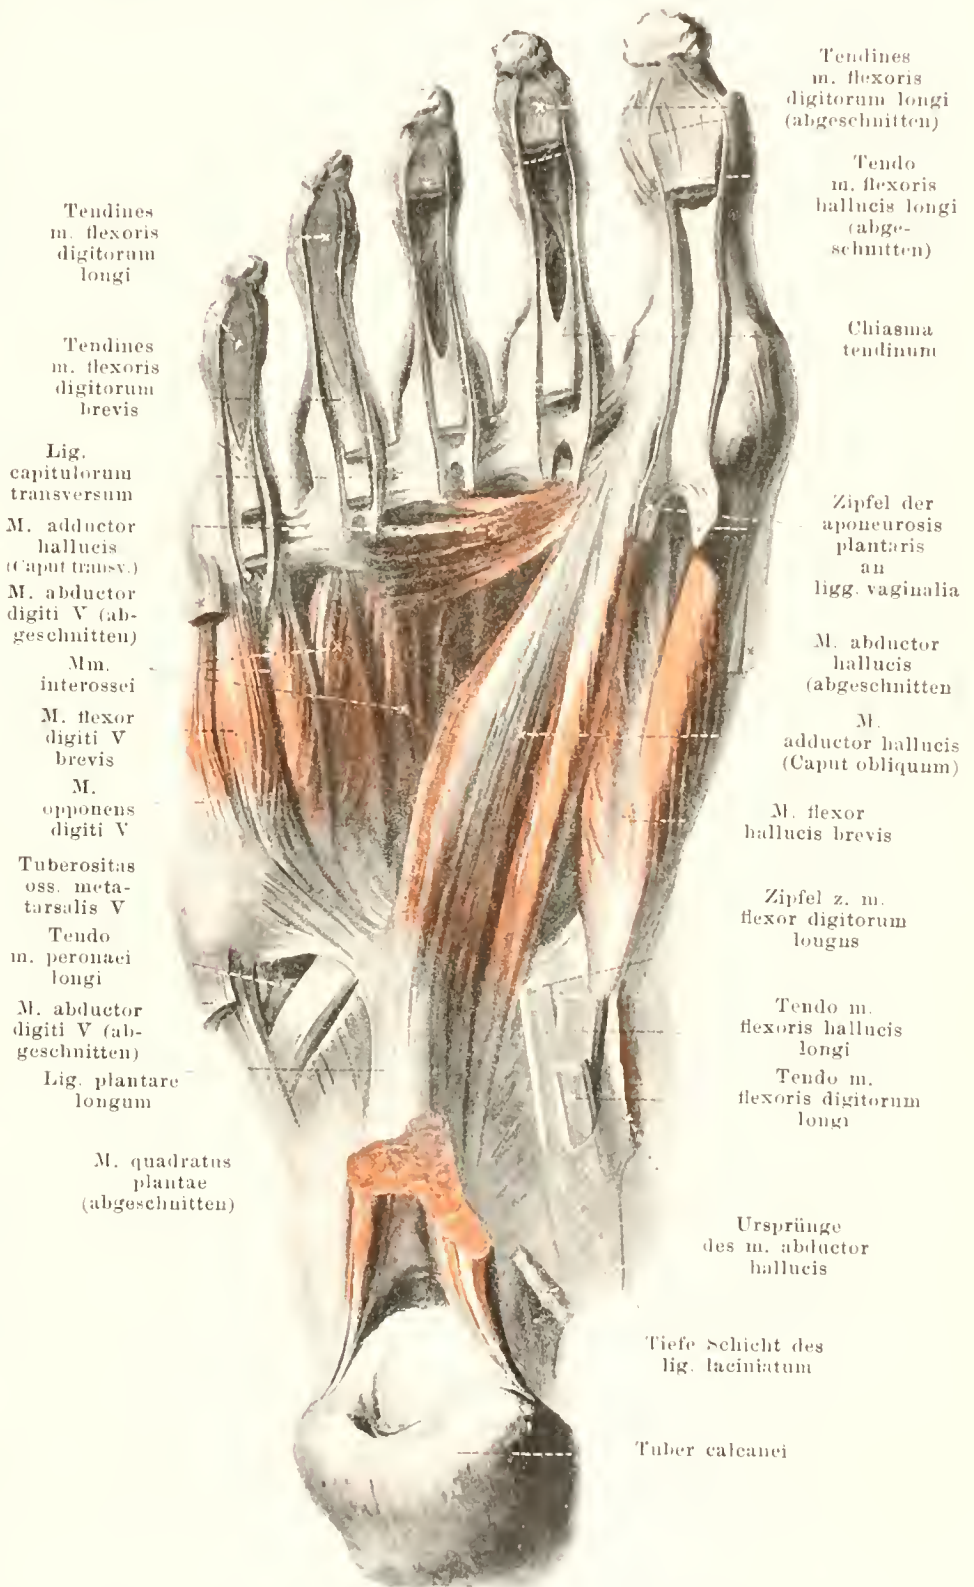 Tendines
m. flexoris
digitorum
longi
Tendines
m. flexoris
digitorum
brevis
Lig.
capitulorum
transversum
M. adductor
hallucis
(Caput transv.)
M. abductor
digiti V (ab-
geschnitten)
Mm.
interossei
M. flexor
digiti V
brevis
M.
opponens
digiti V
Tuberositas
oss. meta-
tarsalis V
Tendo
m. peronaei
longi
M. abductor
digiti V (ab-
geschnitten)
Lig. plantare
longum
M. quadratus
plantae
(abgeschnitten)
Tendines
m. flexoris
digitorum longi
(abgeschnitten)
Tendo
m. flexoris
hallucis longi
(abge-
schnitten)
Chiasma
tendinum
Zipfel der
aponeurosis
plantaris
an
ligg. vaginalia
M. abductor
hallucis
(abgeschnitten
M.
adductor hallucis
(Caput obliquum)
M. flexor
hallucis brevis
Zipfel z. m.
flexor digitorum
longus
Tendo m.
flexoris hallucis
longi
Tendo m.
flexoris digitorum
longi
Ursprünge
des m. abductor
hallucis
Tiefe Schicht des
lig. laciniatum
Tuber calcanei